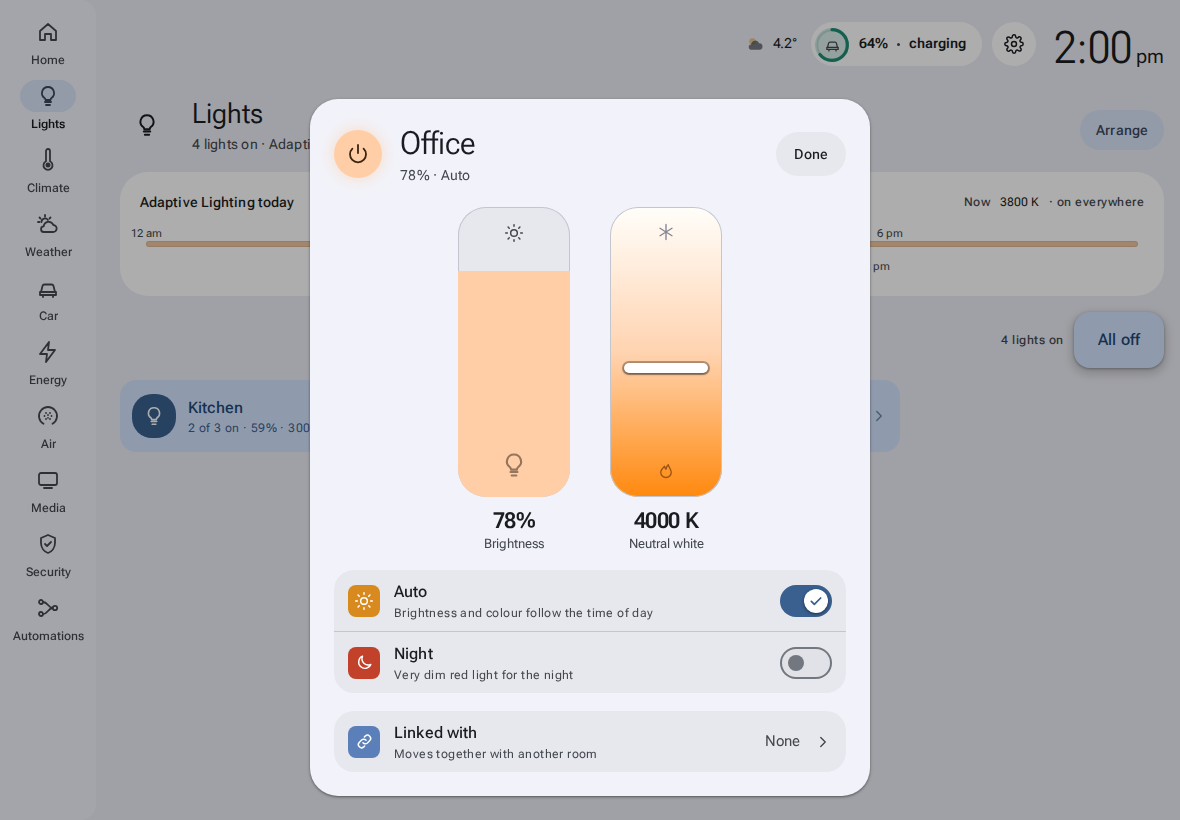 Home
Lights
Climate
Weather
Car
Energy
Air
Media
Security
Automations
4.2°
64% · charging
2:00 pm
Lights
4 lights on · Adapti
Arrange
Adaptive Lighting today
Now 3800 K · on everywhere
12 am
6 pm
pm
4 lights on
All off
Kitchen
2 of 3 on · 59% · 300
Office
78% · Auto
Done
78%
Brightness
4000 K
Neutral white
Auto
Brightness and colour follow the time of day
Night
Very dim red light for the night
Linked with
Moves together with another room
None